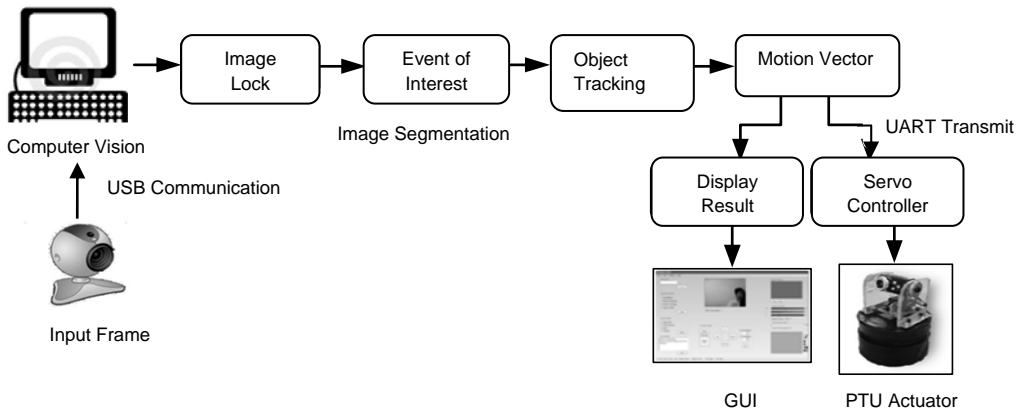 Image
Lock
Event of
Interest
Object
Tracking
Motion Vector
Image Segmentation
UART Transmit
Computer Vision
USB Communication
Display
Result
Servo
Controller
Input Frame
GUI
PTU Actuator